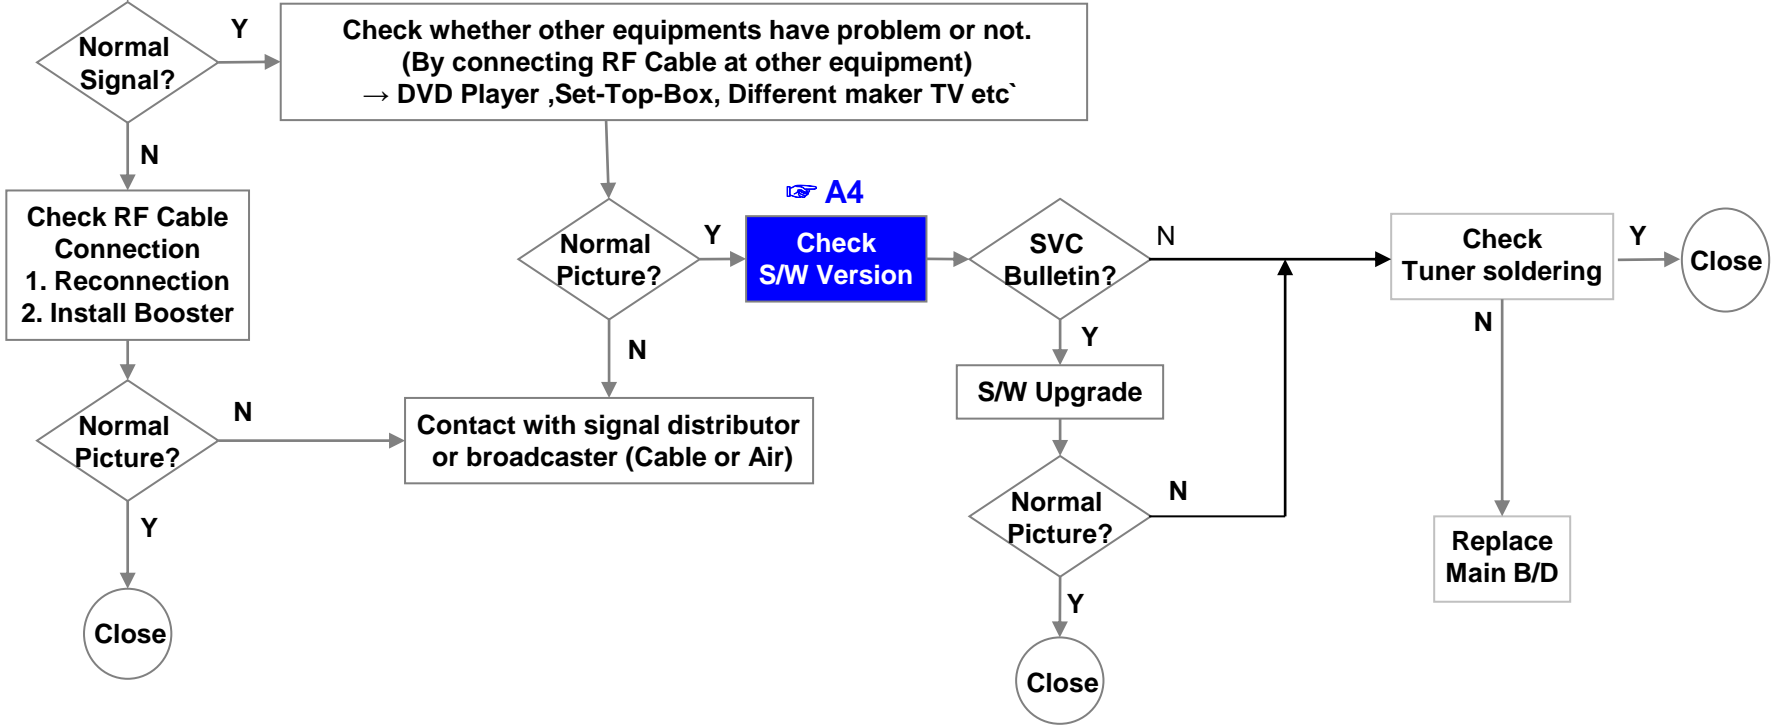 Normal
Signal?
Y
Check whether other equipments have problem or not.
(By connecting RF Cable at other equipment)
→ DVD Player ,Set-Top-Box, Different maker TV etc`
N
Check RF Cable
Connection
1. Reconnection
2. Install Booster
Normal
Picture?
N
Y
Close
Normal
Picture?
Y
N
Contact with signal distributor
or broadcaster (Cable or Air)
☞ A4
Check
S/W Version
SVC
Bulletin?
N
Y
S/W Upgrade
Normal
Picture?
N
Y
Close
Check
Tuner soldering
Y
Close
N
Replace
Main B/D